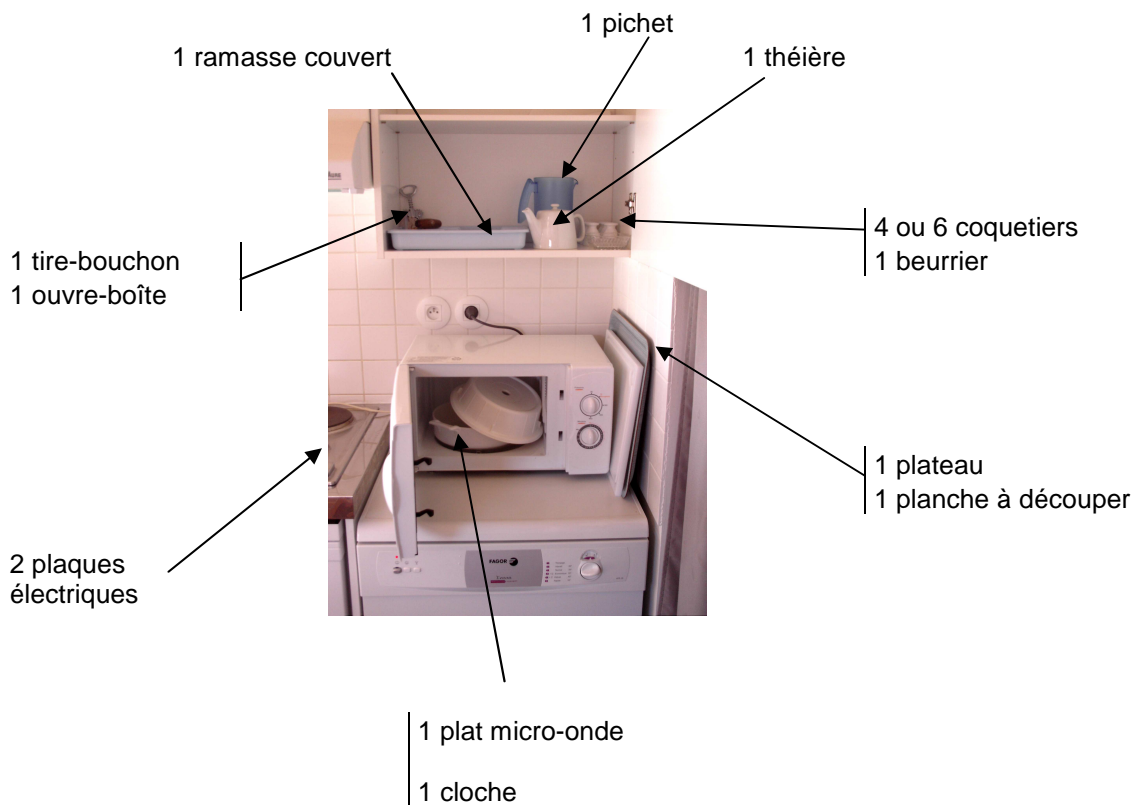 1 pichet
1 ramasse couvert
1 théière
4 ou 6 coquetiers
1 beurrier
1 tire-bouchon
1 ouvre-boîte
1 plateau
1 planche à découper
2 plaques
électriques
FAGOR
1 plat micro-onde
1 cloche